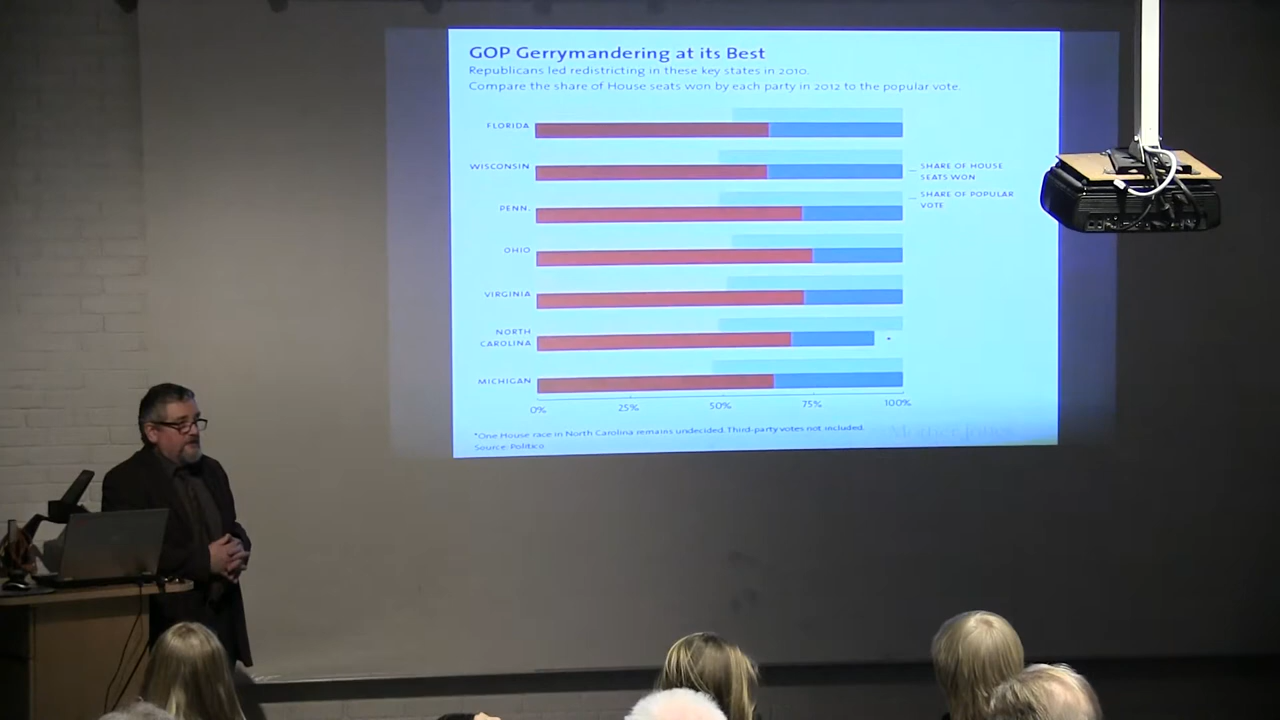 GOP Gerrymandering at its Best
Republicans led redistricting in these key states in 2010.
Compare the share of House seats won by each party in 2012 to the popular vote.
FLORIDA
WISCONSIN
SHARE OF HOUSE
SEATS WON
SHARE OF POPULAR
VOTE
PENN.
OHIO
VIRGINIA
NORTH
CAROLINA
*
MICHIGAN
0% 25% 50% 75% 100%
*One House race in North Carolina remains undecided. Third-party votes not included.
Source: Politico
Mother Jones